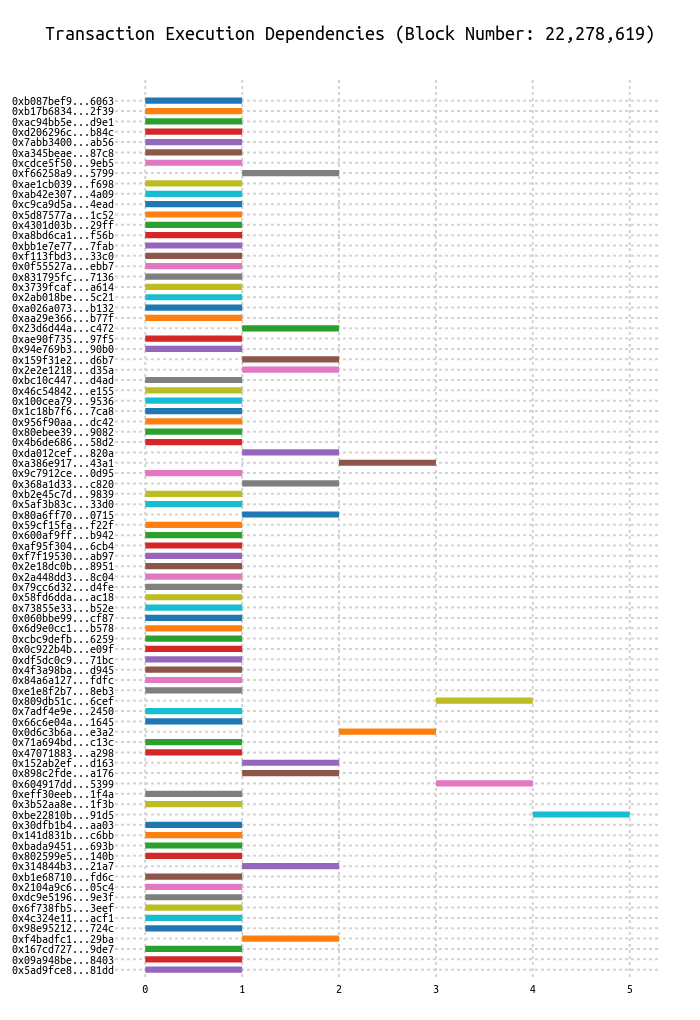 Transaction Execution Dependencies (Block Number: 22,278,619)
0xb087bef9...6063
0xb17b6834...2f39
0xac94bb5e...d9e1
0xd206296c...b84c
0x7abb3400...ab56
0xa345beae...87c8
0xcdce5f50...9eb5
0xf66258a9...5799
0xae1cb039...f698
0xab42e307...4a09
0xc9ca9d5a...4ead
0x5d87577a...1c52
0x4301d03b...29ff
0xa8bd6ca1...f56b
0xbb1e7e77...7fab
0xf113fbd3...33c0
0x0f55527a...ebb7
0x831795fc...7136
0x3739fcaf...a614
0x2ab018be...5c21
0xa026a073...b132
0xaa29e366...b77f
0x23d6d44a...c472
0xae90f735...97f5
0x94e769b3...90b0
0x159f31e2...d6b7
0x2e2e1218...d35a
0xbc10c447...d4ad
0x46c54842...e155
0x100cea79...9536
0x1c18b7f6...7ca8
0x956f90aa...dc42
0x80ebee39...9082
0x4b6de686...58d2
0xda012cef...820a
0xa386e917...43a1
0x9c7912ce...0d95
0x368a1d33...c820
0xb2e45c7d...9839
0x5af3b83c...33d0
0x80a6ff70...0715
0x59cf15fa...f22f
0x600af9ff...b942
0xaf95f304...6cb4
0xf7f19530...ab97
0x2e18dc0b...8951
0x2a448dd3...8c04
0x79cc6d32...d4fe
0x58fd6dda...ac18
0x73855e33...b52e
0x060bbe99...cf87
0x6d9e0cc1...b578
0xcbc9defb...6259
0x0c922b4b...e09f
0xdf5dc0c9...71bc
0x4f3a98ba...d945
0x84a6a127...fdfc
0xe1e8f2b7...8eb3
0x809db51c...6cef
0x7adf4e9e...2450
0x66c6e04a...1645
0x0d6c3b6a...e3a2
0x71a694bd...c13c
0x47071883...a298
0x152ab2ef...d163
0x898c2fde...a176
0x604917dd...5399
0xeff30eeb...1f4a
0x3b52aa8e...1f3b
0xbe22810b...91d5
0x30dfb1b4...aa03
0x141d831b...c6bb
0xbada9451...693b
0x802599e5...140b
0x314844b3...21a7
0xb1e68710...fd6c
0x2104a9c6...05c4
0xdc9e5196...9e3f
0x6f738fb5...3eef
0x4c324e11...acf1
0x98e95212...724c
0xf4badfc1...29ba
0x167cd727...9de7
0x09a948be...8403
0x5ad9fce8...81dd
0 1 2 3 4 5